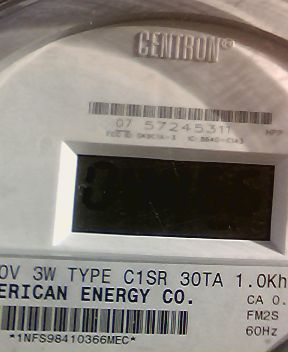 CENTRON®
07 57245311
0V 3W TYPE C1SR 30TA 1.0Kh
ERICAN ENERGY CO.
CA 0.
FM2S
60Hz
*1NFS98410366MEC*